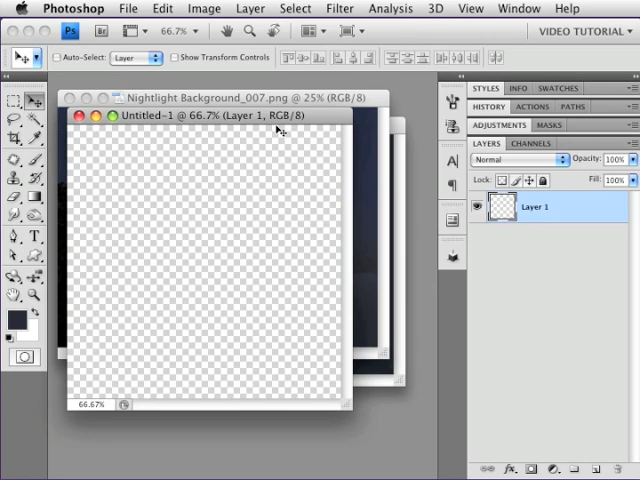 Photoshop File Edit Image Layer Select Filter Analysis 3D View Window Help
Ps Br 66.7% VIDEO TUTORIAL
Auto-Select: Layer Show Transform Controls
Nightlight Background_007.png @ 25% (RGB/8)
Untitled-1 @ 66.7% (Layer 1, RGB/8)
66.67%
STYLES INFO SWATCHES
HISTORY ACTIONS PATHS
ADJUSTMENTS MASKS
LAYERS CHANNELS
Normal Opacity: 100%
Lock: Fill: 100%
Layer 1